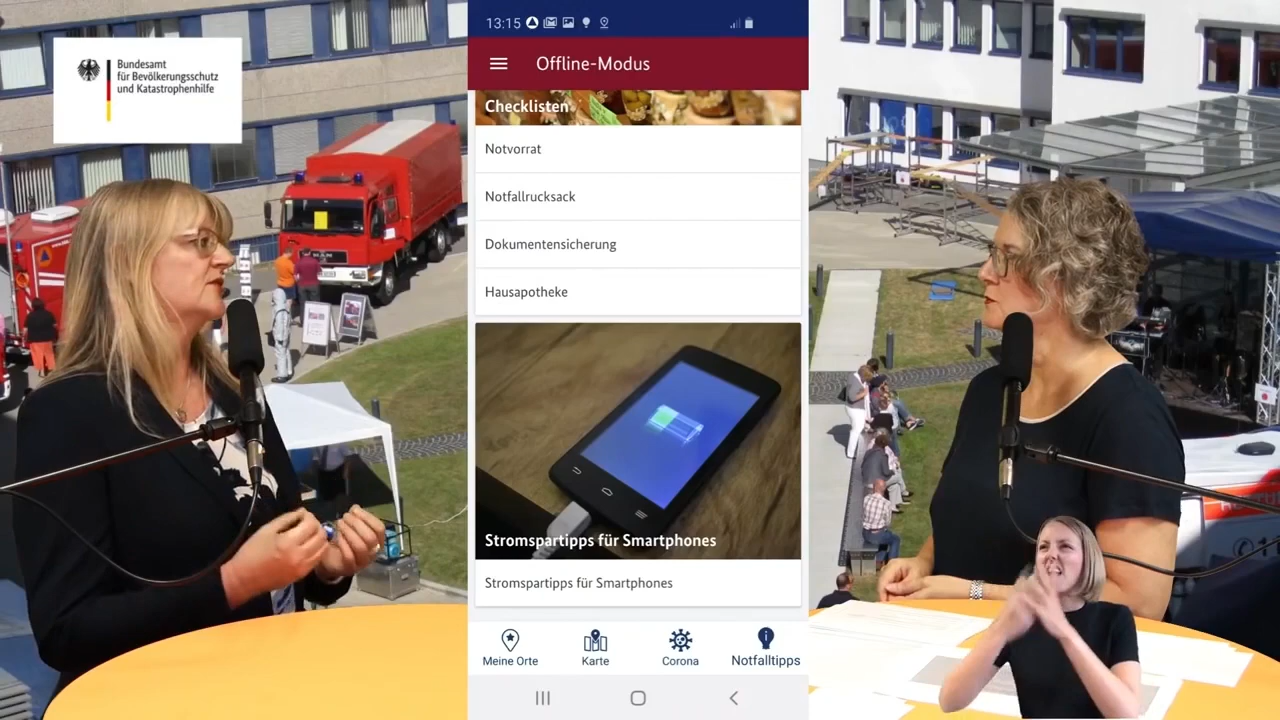 Bundesamt
für Bevölkerungsschutz
und Katastrophenhilfe
13:15
Offline-Modus
Checklisten
Notvorrat
Notfallrucksack
Dokumentensicherung
Hausapotheke
Stromspartipps für Smartphones
Stromspartipps für Smartphones
Meine Orte
Karte
Corona
Notfalltipps
MAN